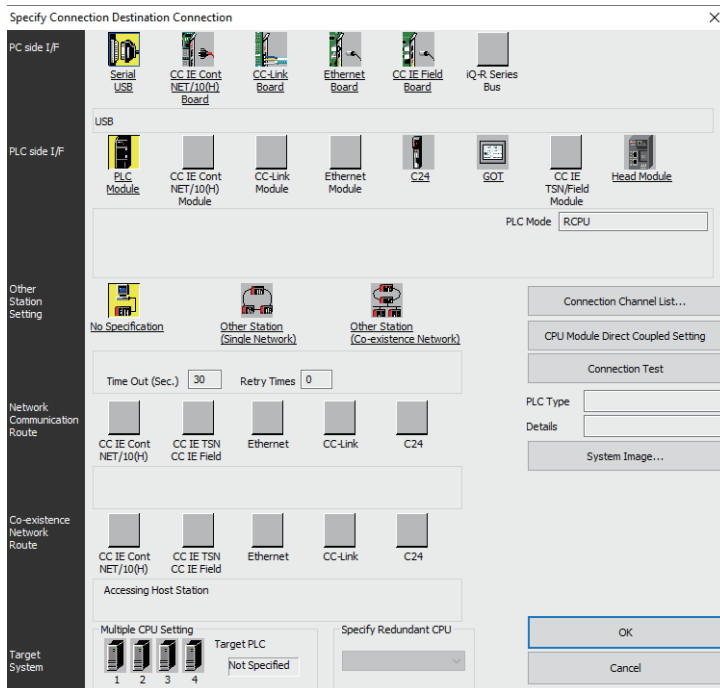 Specify Connection Destination Connection
PC side I/F
Serial
USB
CC IE Cont
NET/10(H)
Board
CC-Link
Board
Ethernet
Board
CC IE Field
Board
iQ-R Series
Bus
USB
PLC side I/F
PLC
Module
CC IE Cont
NET/10(H)
Module
CC-Link
Module
Ethernet
Module
C24
GOT
CC IE
TSN/Field
Module
Head Module
PLC Mode RCPU
Other
Station
Setting
No Specification
Other Station
(Single Network)
Other Station
(Co-existence Network)
Time Out (Sec.) 30 Retry Times 0
Connection Channel List...
CPU Module Direct Coupled Setting
Connection Test
PLC Type
Details
System Image...
Network
Communication
Route
CC IE Cont
NET/10(H)
CC IE TSN
CC IE Field
Ethernet
CC-Link
C24
Co-existence
Network
Route
CC IE Cont
NET/10(H)
CC IE TSN
CC IE Field
Ethernet
CC-Link
C24
Accessing Host Station
Target
System
Multiple CPU Setting
1 2 3 4
Target PLC
Not Specified
Specify Redundant CPU
OK
Cancel